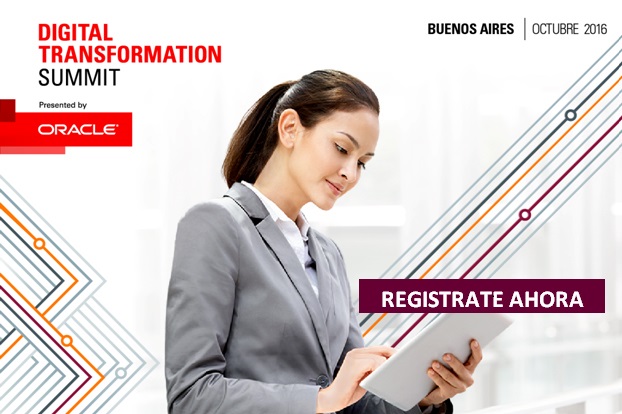 DIGITAL
TRANSFORMATION
SUMMIT
Presented by
ORACLE®
BUENOS AIRES | OCTUBRE 2016
REGISTRATE AHORA